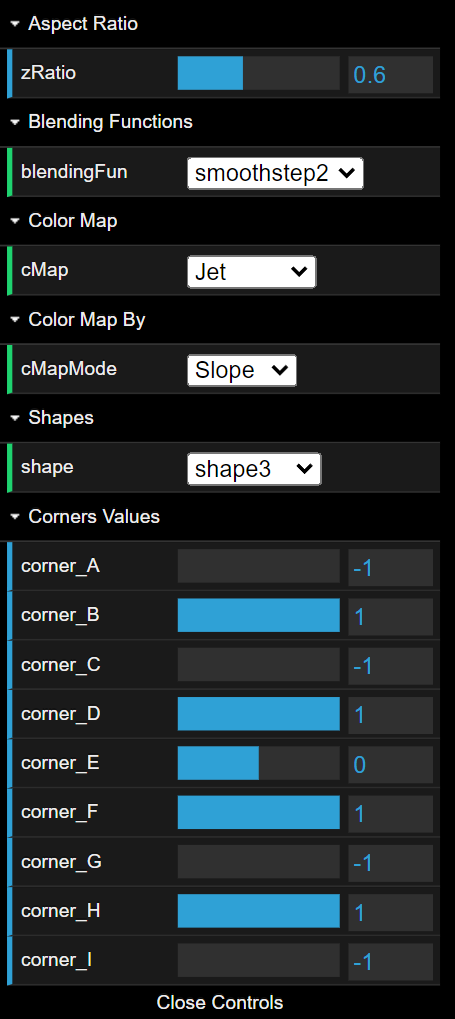 Aspect Ratio
zRatio 0.6
Blending Functions
blendingFun smoothstep2
Color Map
cMap Jet
Color Map By
cMapMode Slope
Shapes
shape shape3
Corners Values
corner_A -1
corner_B 1
corner_C -1
corner_D 1
corner_E 0
corner_F 1
corner_G -1
corner_H 1
corner_I -1
Close Controls